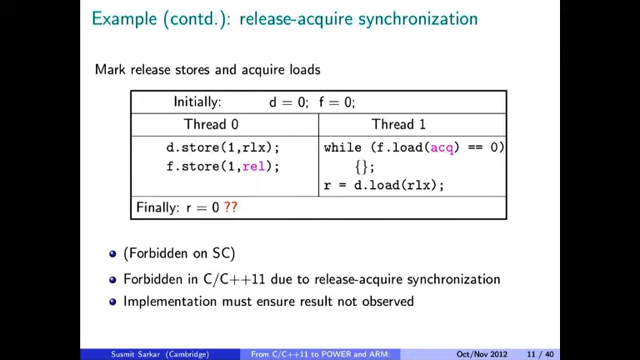 Example (contd.): release-acquire synchronization
Mark release stores and acquire loads
Initially: d = 0; f = 0;
Thread 0 Thread 1
d.store(1,rlx); while (f.load(acq) == 0)
f.store(1,rel); {};
r = d.load(rlx);
Finally: r = 0 ??
(Forbidden on SC)
Forbidden in C/C++11 due to release-acquire synchronization
Implementation must ensure result not observed
Susmit Sarkar (Cambridge) From C/C++11 to POWER and ARM: Oct/Nov 2012 11 / 40